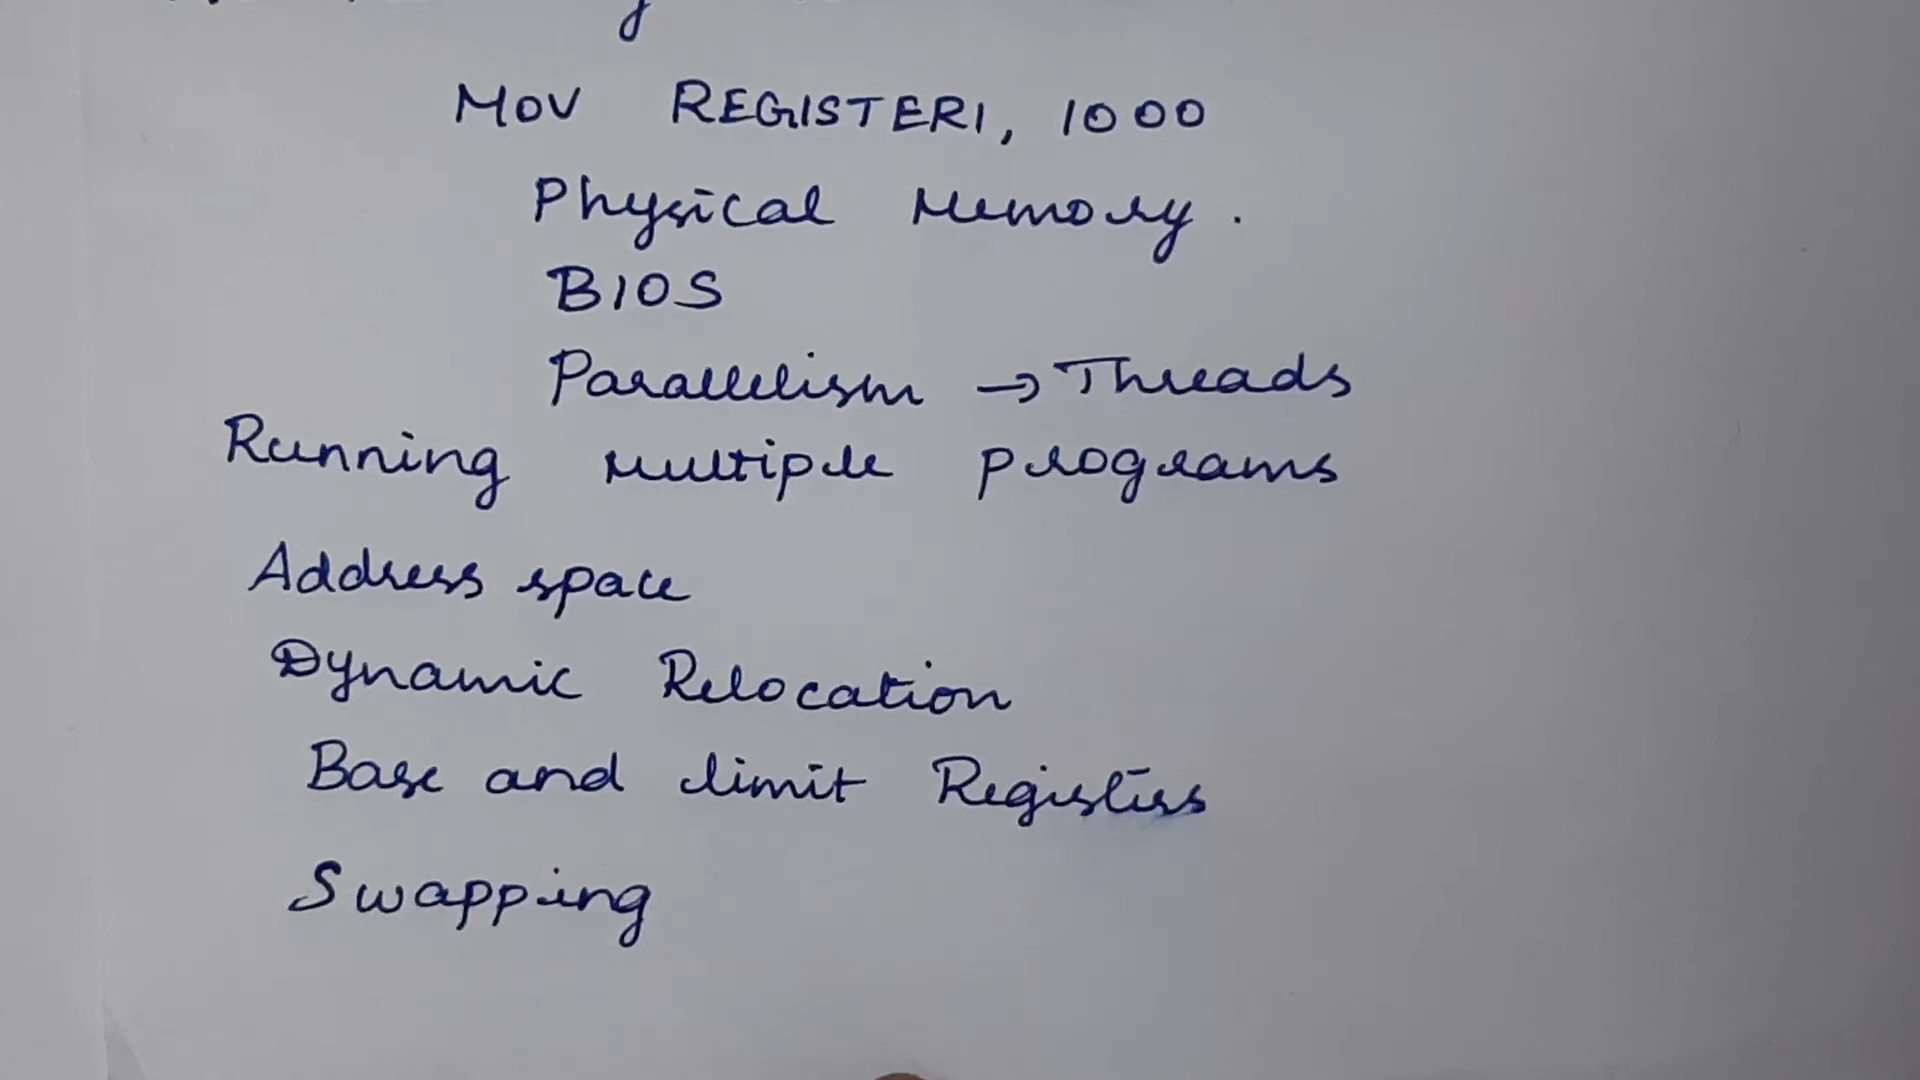 MOV REGISTER1, 1000
Physical Memory.
BIOS
Parallelism → Threads
Running multiple programs
Address space
Dynamic Relocation
Base and limit Registers
Swapping